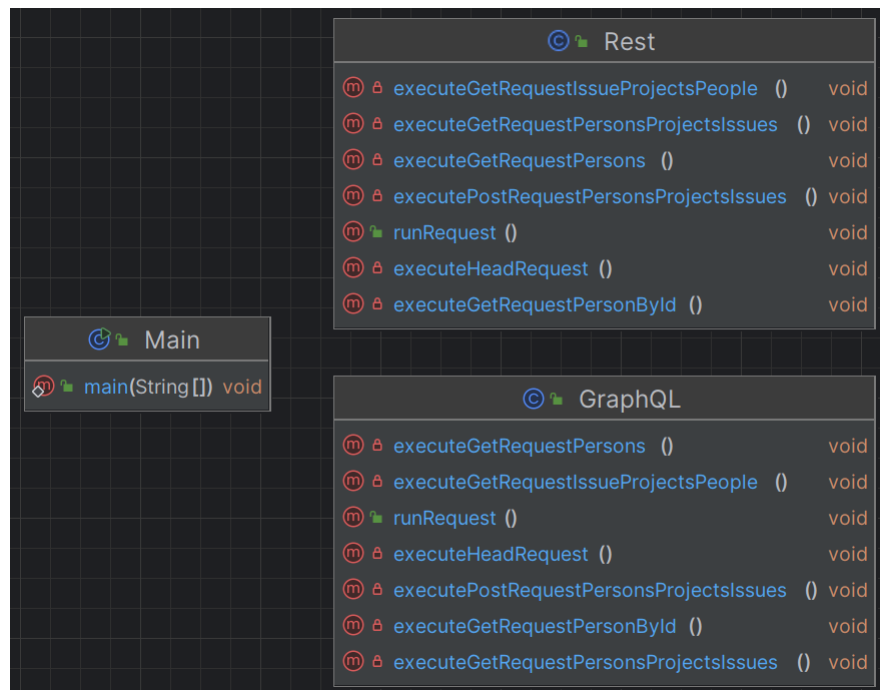 Rest
executeGetRequestIssueProjectsPeople () void
executeGetRequestPersonsProjectsIssues () void
executeGetRequestPersons () void
executePostRequestPersonsProjectsIssues () void
runRequest () void
executeHeadRequest () void
executeGetRequestPersonById () void
Main
main(String[]) void
GraphQL
executeGetRequestPersons () void
executeGetRequestIssueProjectsPeople () void
runRequest () void
executeHeadRequest () void
executePostRequestPersonsProjectsIssues () void
executeGetRequestPersonById () void
executeGetRequestPersonsProjectsIssues () void